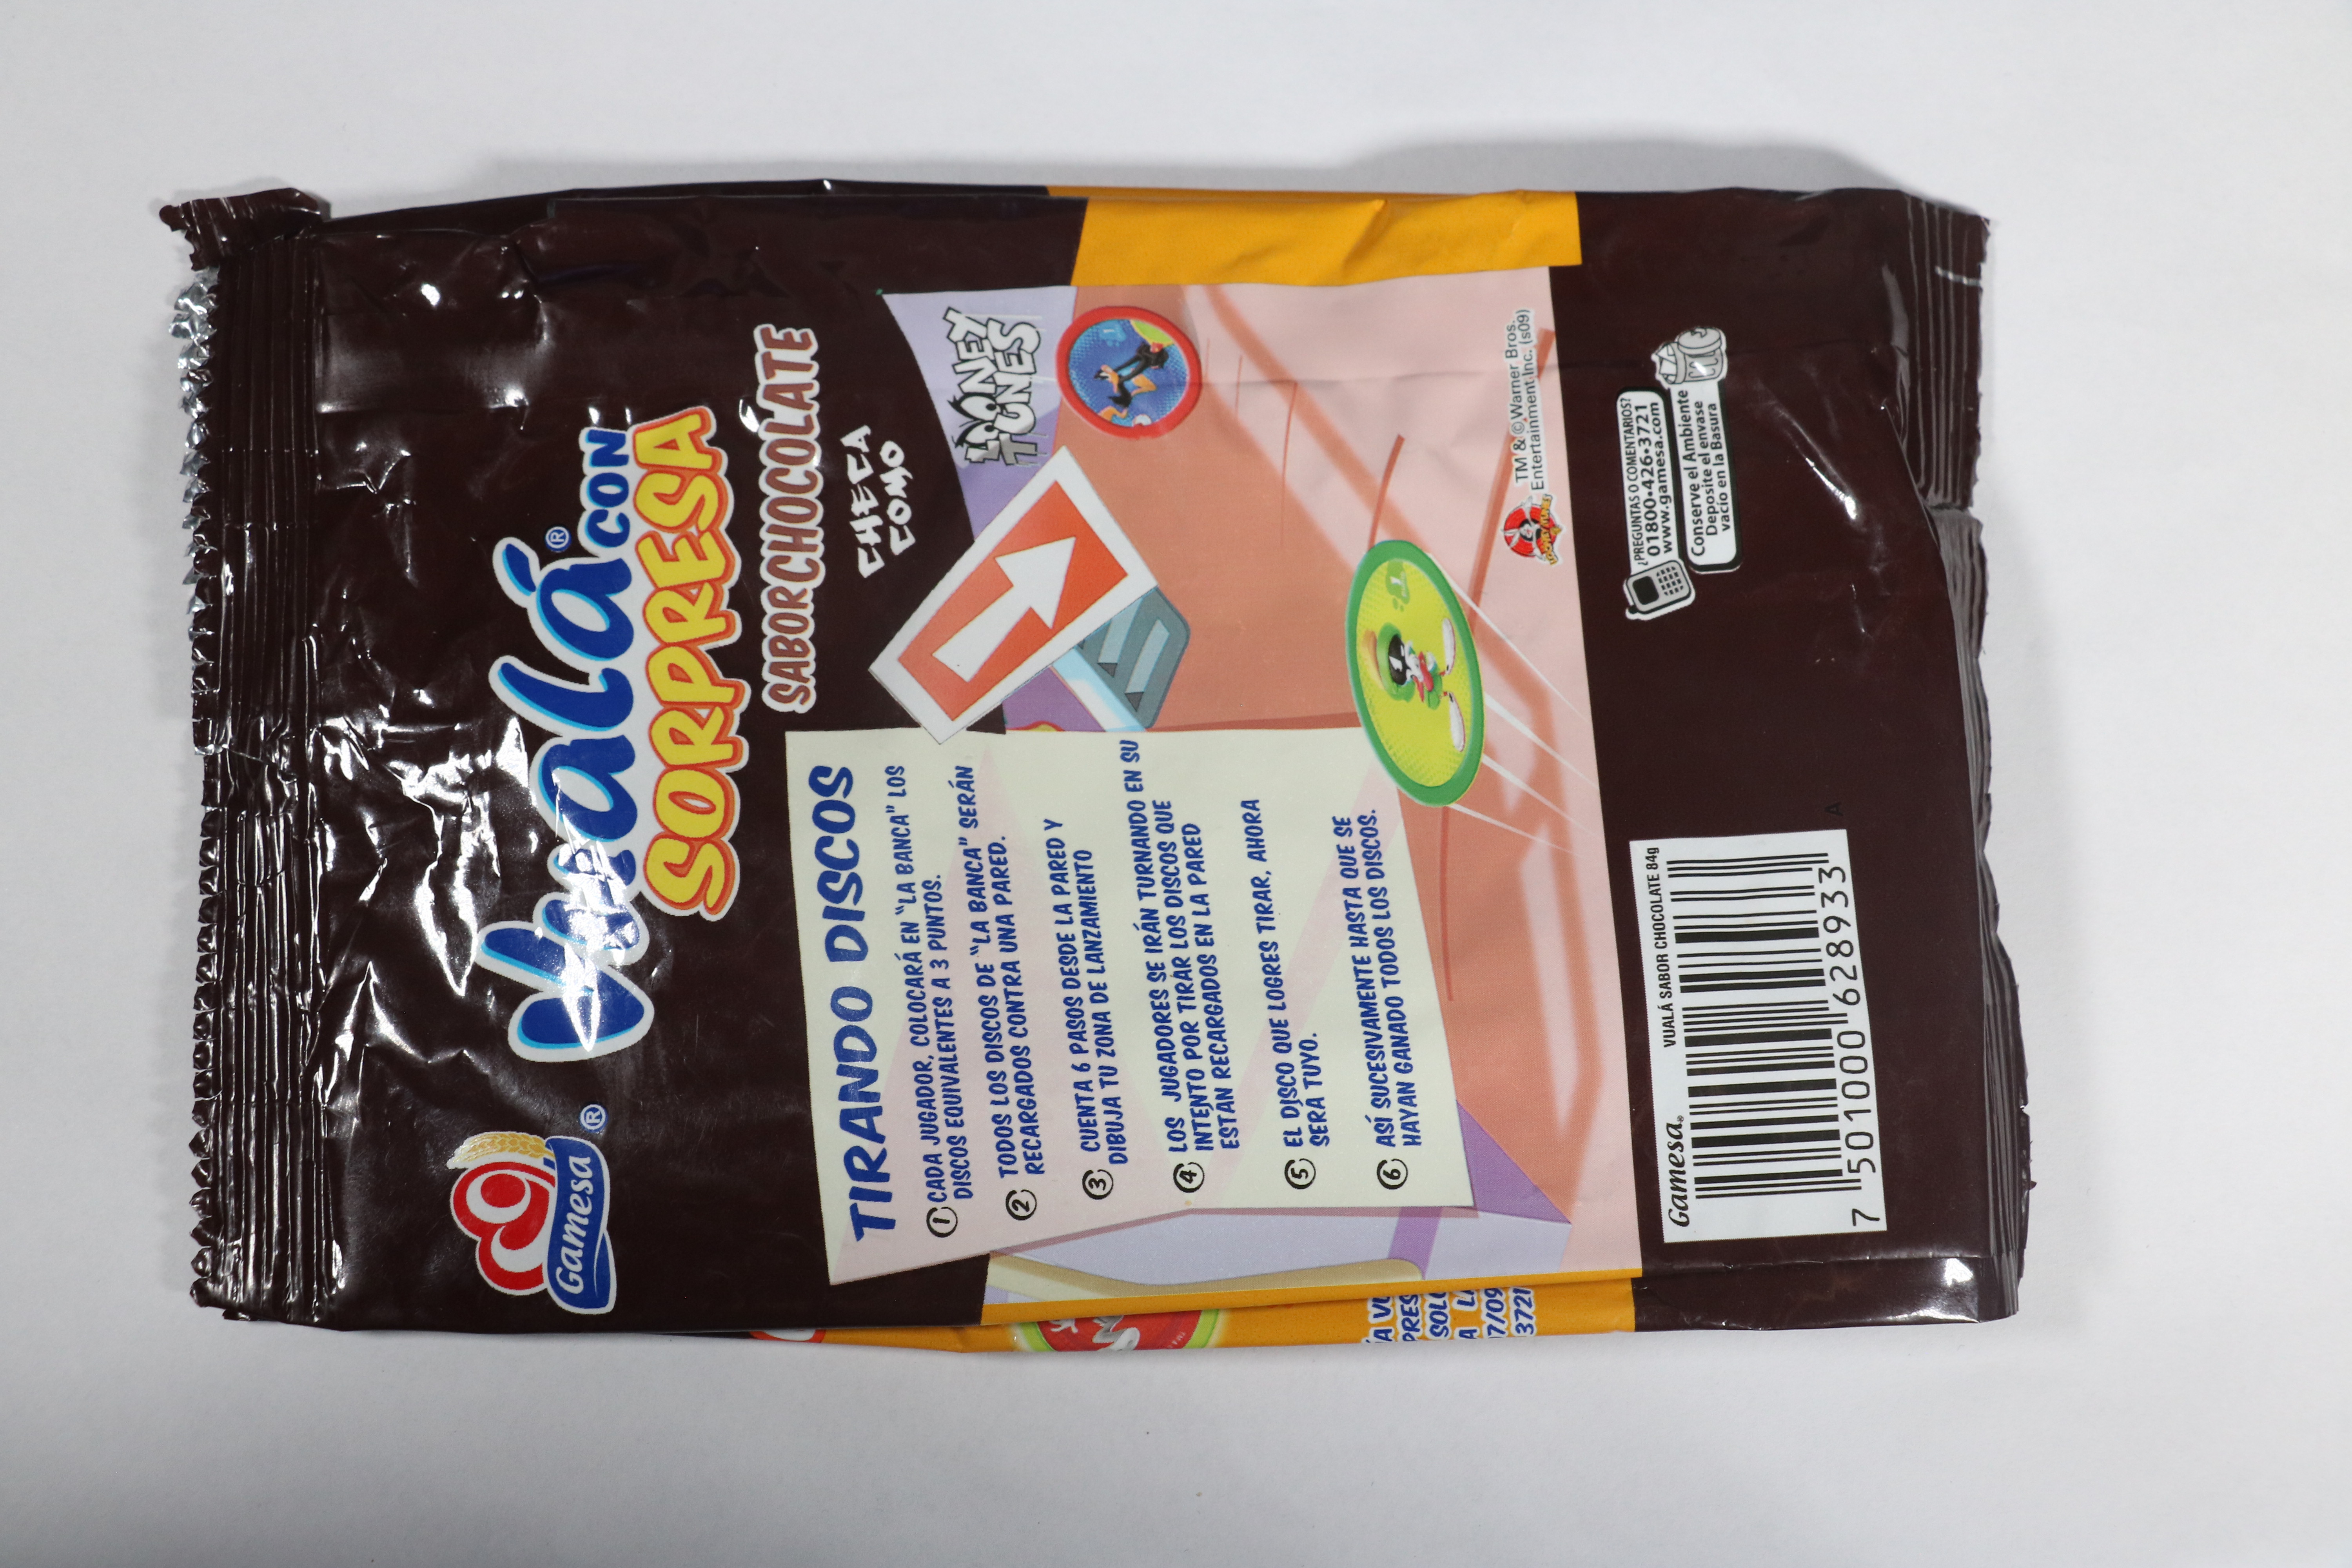 Gamesa®
Vualá® CON
SORPRESA
SABOR CHOCOLATE
CHECA
COMO
LOONEY
TUNES
TIRANDO DISCOS
1 CADA JUGADOR, COLOCARÁ EN "LA BANCA" LOS
DISCOS EQUIVALENTES A 3 PUNTOS.
2 TODOS LOS DISCOS DE "LA BANCA" SERÁN
RECARGADOS CONTRA UNA PARED.
3 CUENTA 6 PASOS DESDE LA PARED Y
DIBUJA TU ZONA DE LANZAMIENTO
4 LOS JUGADORES SE IRÁN TURNANDO EN SU
INTENTO POR TIRAR LOS DISCOS QUE
ESTAN RECARGADOS EN LA PARED
5 EL DISCO QUE LOGRES TIRAR, AHORA
SERÁ TUYO.
6 ASÍ SUCESIVAMENTE HASTA QUE SE
HAYAN GANADO TODOS LOS DISCOS.
TM & © Warner Bros.
Entertainment Inc. (s09)
¿PREGUNTAS O COMENTARIOS?
01800•426•3721
www.gamesa.com
Conserve el Ambiente
Deposite el envase
vacío en la Basura
Gamesa®
VUALÁ SABOR CHOCOLATE 84g
7 501000 628933
A
7/09
3721